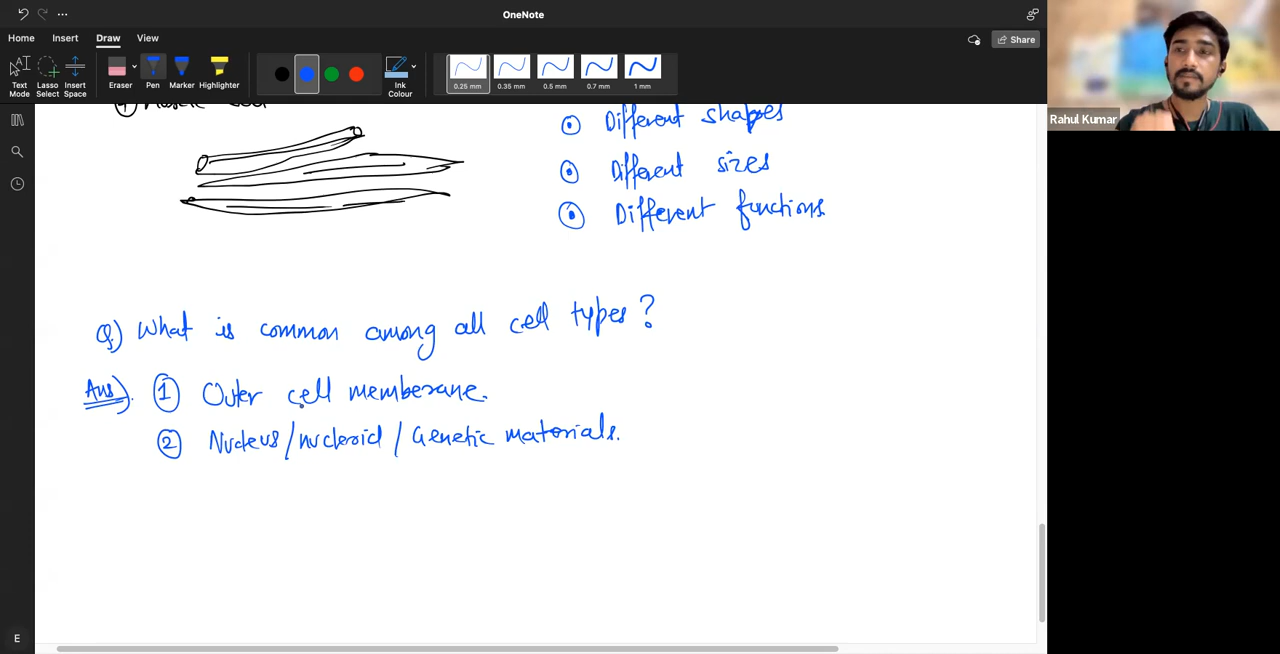 OneNote
Home Insert Draw View
Share
Text Mode
Lasso Select
Insert Space
Eraser
Pen
Marker
Highlighter
Ink Colour
0.25 mm
0.35 mm
0.5 mm
0.7 mm
1 mm
Rahul Kumar
Different shapes
Different sizes
Different functions
Q) What is common among all cell types?
Ans). 1 Outer cell memberane.
2 Nucleus/nucleoid/Genetic materials.
E